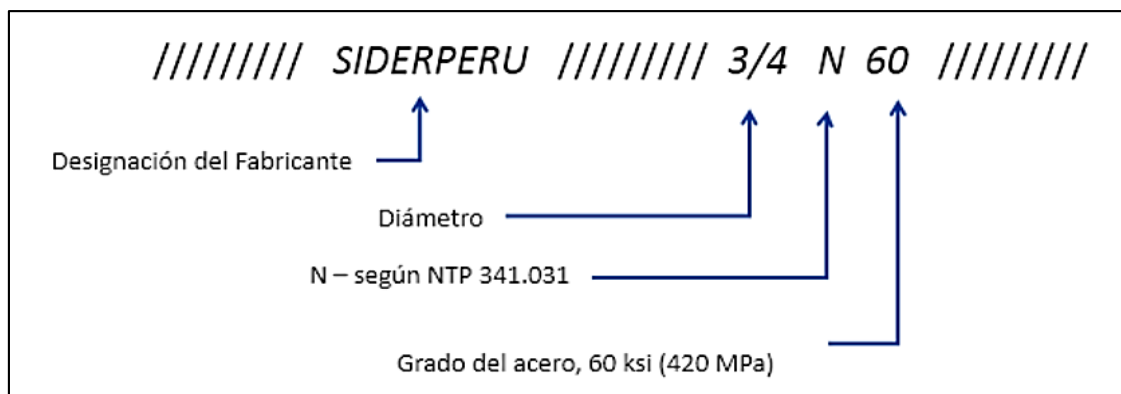 ///////// SIDERPERU ///////// 3/4 N 60 /////////
Designación del Fabricante
Diámetro
N – según NTP 341.031
Grado del acero, 60 ksi (420 MPa)